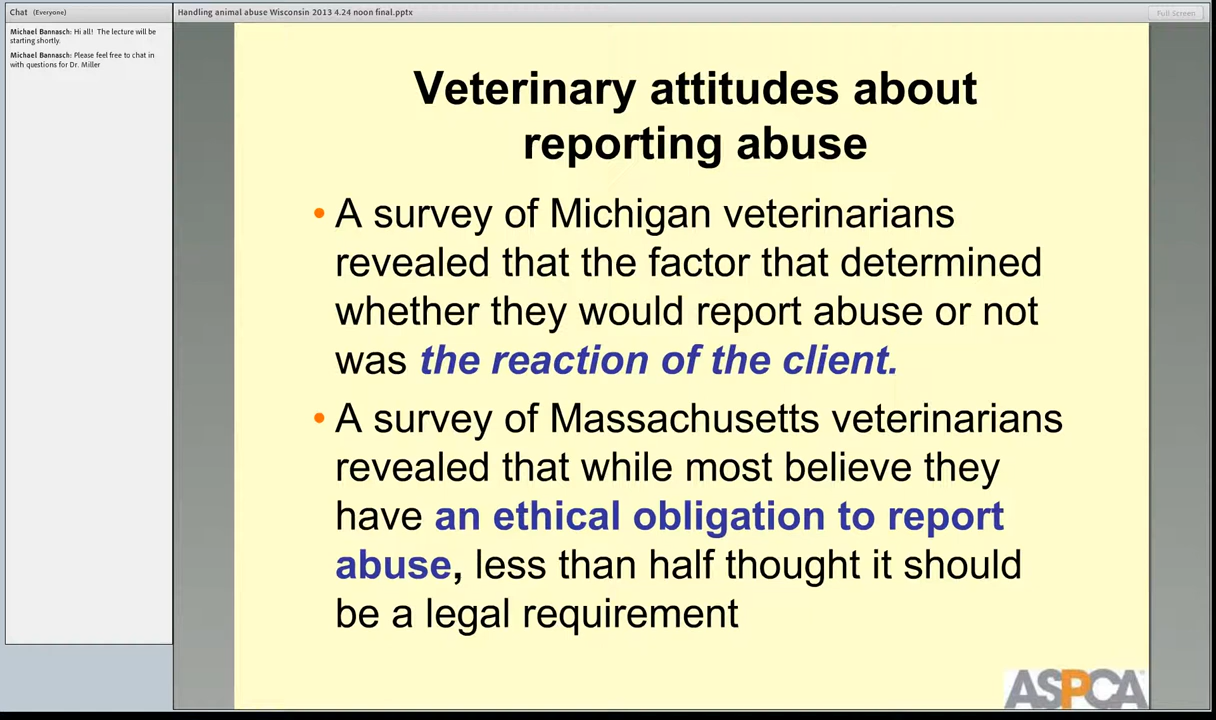 Chat (Everyone)
Michael Bannasch: Hi all! The lecture will be
starting shortly.
Michael Bannasch: Please feel free to chat in
with questions for Dr. Miller
Handling animal abuse Wisconsin 2013 4.24 noon final.pptx
Full Screen
Veterinary attitudes about
reporting abuse
• A survey of Michigan veterinarians
revealed that the factor that determined
whether they would report abuse or not
was the reaction of the client.
• A survey of Massachusetts veterinarians
revealed that while most believe they
have an ethical obligation to report
abuse, less than half thought it should
be a legal requirement
ASPCA